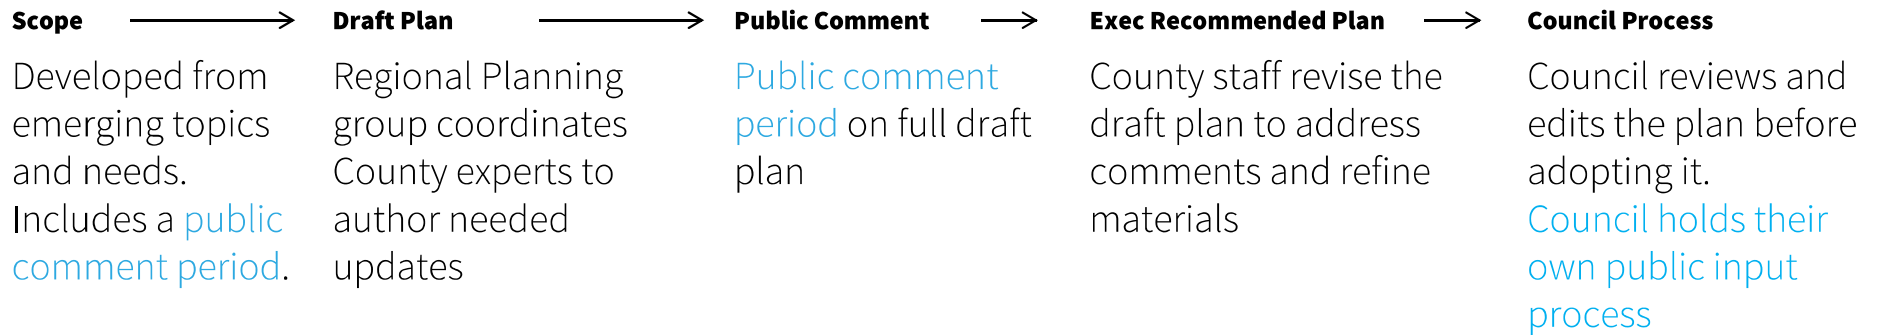 Scope
Developed from
emerging topics
and needs.
Includes a public
comment period.
Draft Plan
Regional Planning
group coordinates
County experts to
author needed
updates
Public Comment
Public comment
period on full draft
plan
Exec Recommended Plan
County staff revise the
draft plan to address
comments and refine
materials
Council Process
Council reviews and
edits the plan before
adopting it.
Council holds their
own public input
process